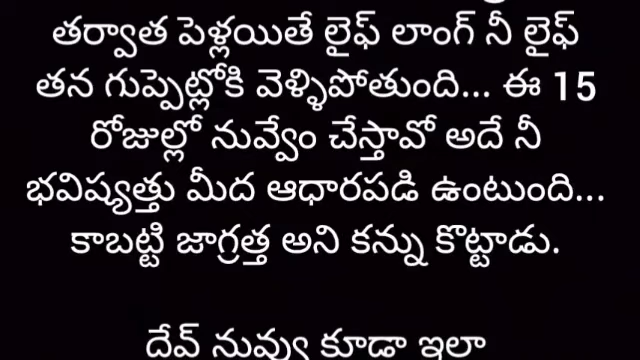 తర్వాత పెళ్లయితే లైఫ్ లాంగ్ నీ లైఫ్
తన గుప్పెట్లోకి వెళ్ళిపోతుంది... ఈ 15
రోజుల్లో నువ్వేం చేస్తావో అదే నీ
భవిష్యత్తు మీద ఆధారపడి ఉంటుంది...
కాబట్టి జాగ్రత్త అని కన్ను కొట్టాడు.
దేవ్ నువ్వు కూడా ఇలా